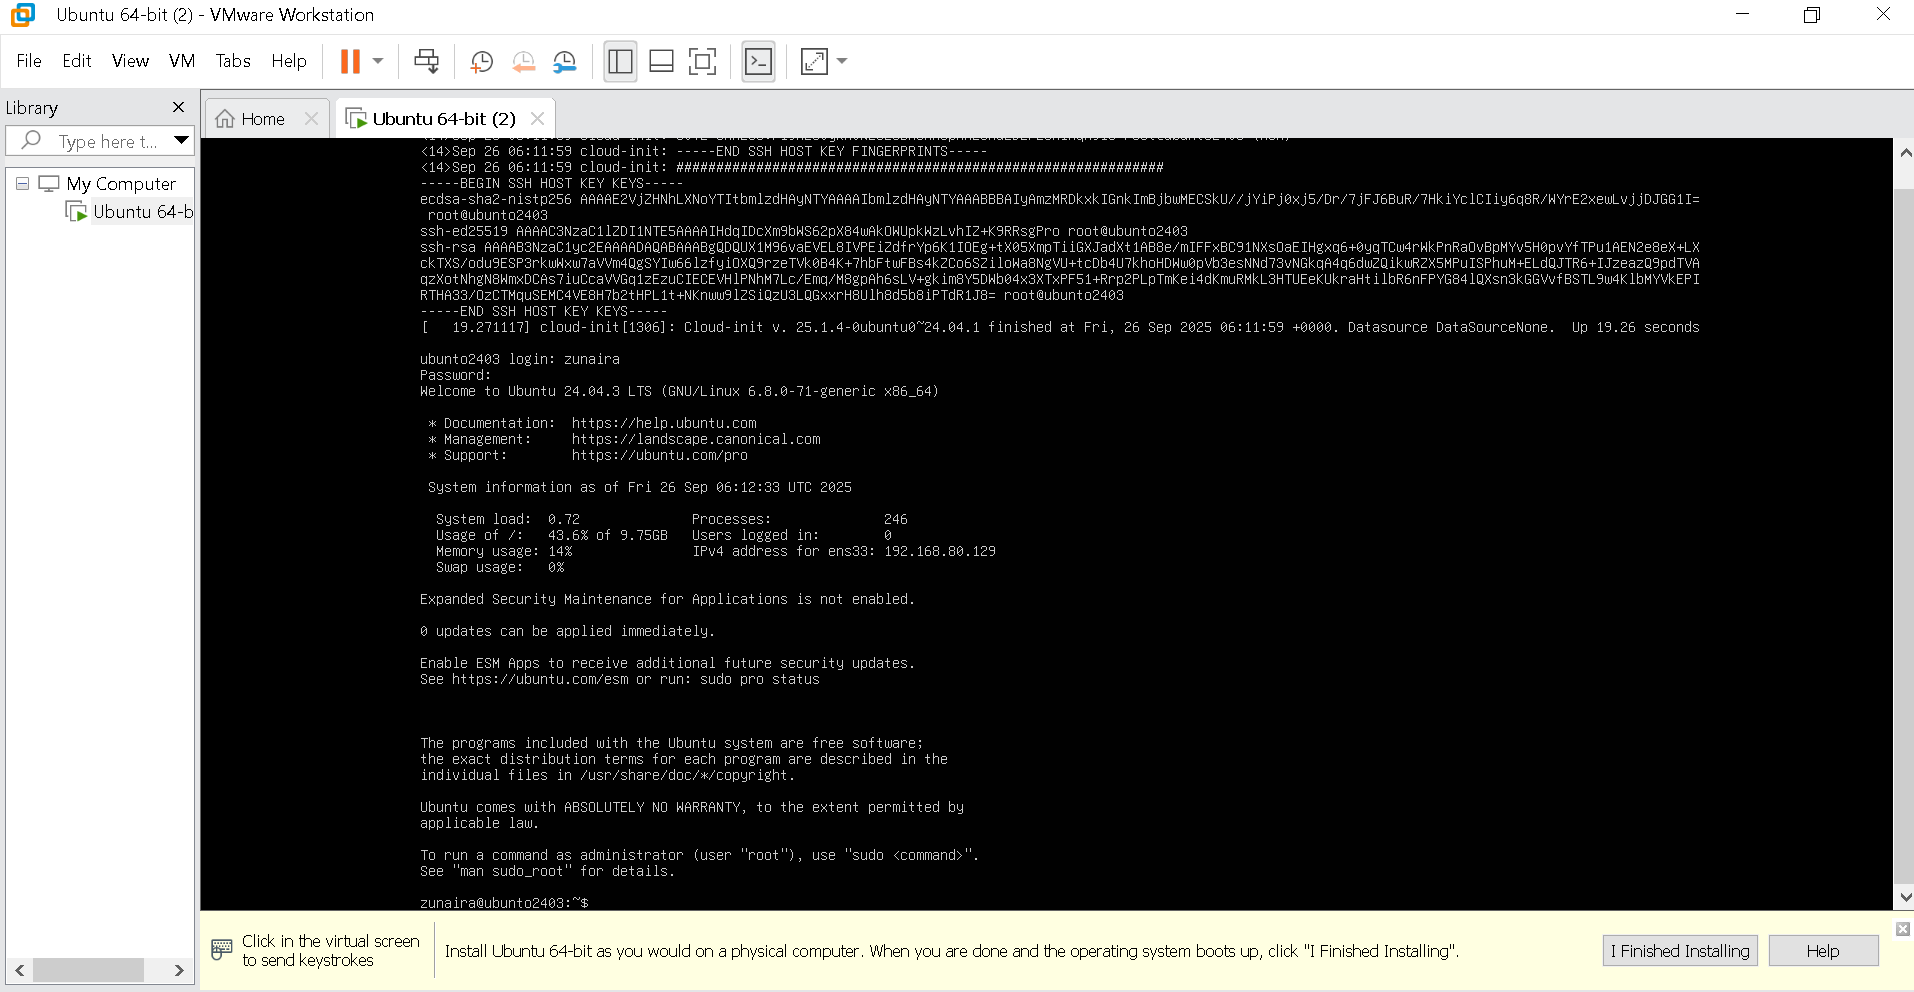 Ubuntu 64-bit (2) - VMware Workstation
File Edit View VM Tabs Help
Library
Type here t...
My Computer
Ubuntu 64-b
Home
Ubuntu 64-bit (2)
<14>Sep 26 06:11:59 cloud-init: -----END SSH HOST KEY FINGERPRINTS-----
<14>Sep 26 06:11:59 cloud-init: #############################################################
-----BEGIN SSH HOST KEY KEYS-----
ecdsa-sha2-nistp256
root@ubunto2403
ssh-ed25519 root@ubunto2403
ssh-rsa
root@ubunto2403
-----END SSH HOST KEY KEYS-----
[   19.271117] cloud-init[1306]: Cloud-init v. 25.1.4-0ubuntu0~24.04.1 finished at Fri, 26 Sep 2025 06:11:59 +0000. Datasource DataSourceNone.  Up 19.26 seconds
ubunto2403 login: zunaira
Password:
Welcome to Ubuntu 24.04.3 LTS (GNU/Linux 6.8.0-71-generic x86_64)
* Documentation:  https://help.ubuntu.com
* Management:     https://landscape.canonical.com
* Support:        https://ubuntu.com/pro
System information as of Fri 26 Sep 06:12:33 UTC 2025
System load:  0.72              Processes:              246
Usage of /:   43.6% of 9.75GB   Users logged in:        0
Memory usage: 14%               IPv4 address for ens33: 192.168.80.129
Swap usage:   0%
Expanded Security Maintenance for Applications is not enabled.
0 updates can be applied immediately.
Enable ESM Apps to receive additional future security updates.
See https://ubuntu.com/esm or run: sudo pro status
The programs included with the Ubuntu system are free software;
the exact distribution terms for each program are described in the
individual files in /usr/share/doc/*/copyright.
Ubuntu comes with ABSOLUTELY NO WARRANTY, to the extent permitted by
applicable law.
To run a command as administrator (user "root"), use "sudo <command>".
See "man sudo_root" for details.
zunaira@ubunto2403:~$
Click in the virtual screen
to send keystrokes
Install Ubuntu 64-bit as you would on a physical computer. When you are done and the operating system boots up, click "I Finished Installing".
I Finished Installing
Help